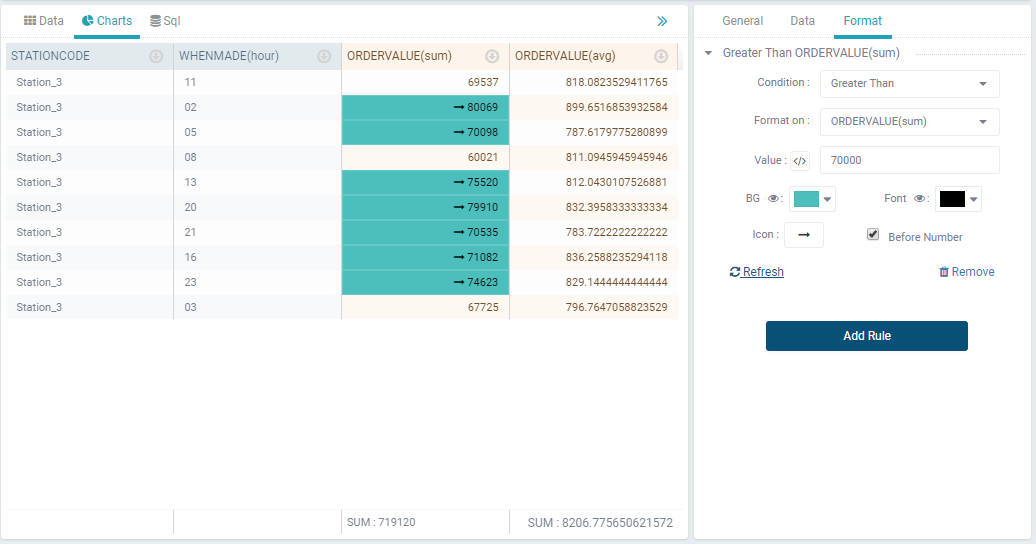 Data Charts Sql
STATIONCODE WHENMADE(hour) ORDERVALUE(sum) ORDERVALUE(avg)
Station_3 11 69537 818.0823529411765
Station_3 02 80069 899.6516853932584
Station_3 05 70098 787.6179775280899
Station_3 08 60021 811.0945945945946
Station_3 13 75520 812.0430107526881
Station_3 20 79910 832.3958333333334
Station_3 21 70535 783.7222222222222
Station_3 16 71082 836.2588235294118
Station_3 23 74623 829.1444444444444
Station_3 03 67725 796.7647058823529
SUM : 719120 SUM : 8206.775650621572
General Data Format
Greater Than ORDERVALUE(sum)
Condition : Greater Than
Format on : ORDERVALUE(sum)
Value : </> 70000
BG : Font :
Icon : Before Number
Refresh Remove
Add Rule